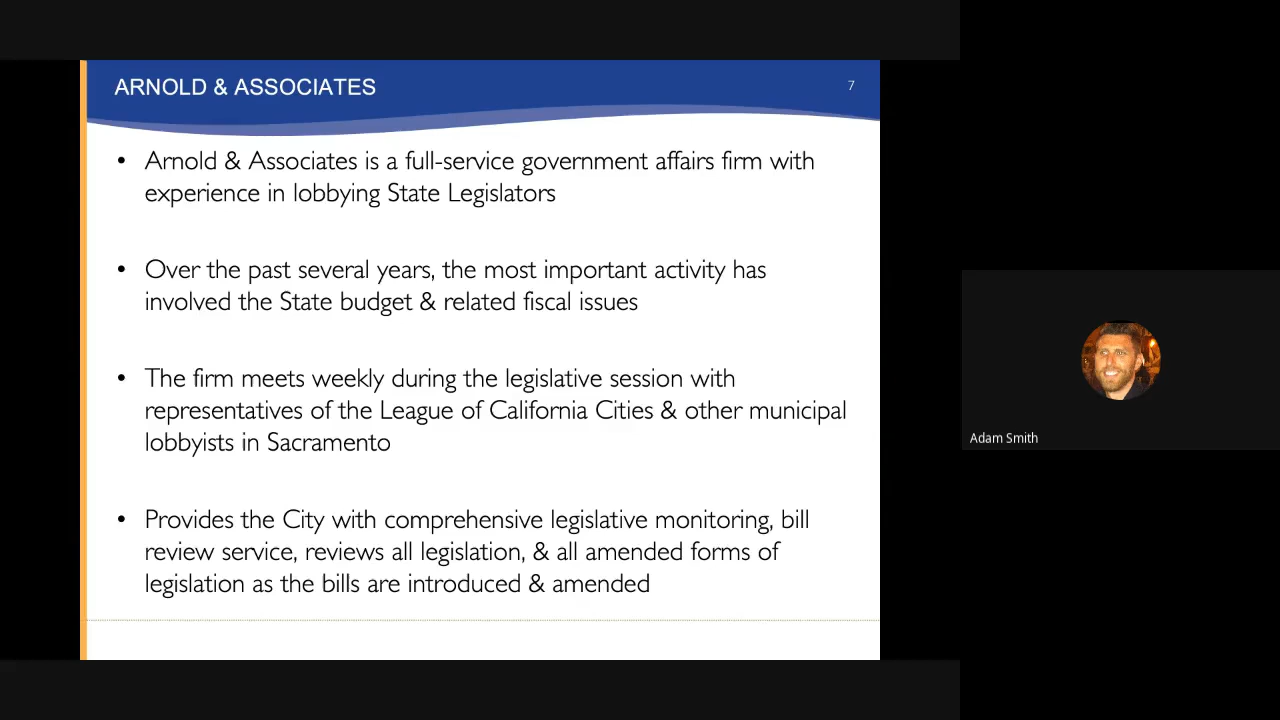 ARNOLD & ASSOCIATES
7
• Arnold & Associates is a full-service government affairs firm with
experience in lobbying State Legislators
• Over the past several years, the most important activity has
involved the State budget & related fiscal issues
• The firm meets weekly during the legislative session with
representatives of the League of California Cities & other municipal
lobbyists in Sacramento
• Provides the City with comprehensive legislative monitoring, bill
review service, reviews all legislation, & all amended forms of
legislation as the bills are introduced & amended
Adam Smith